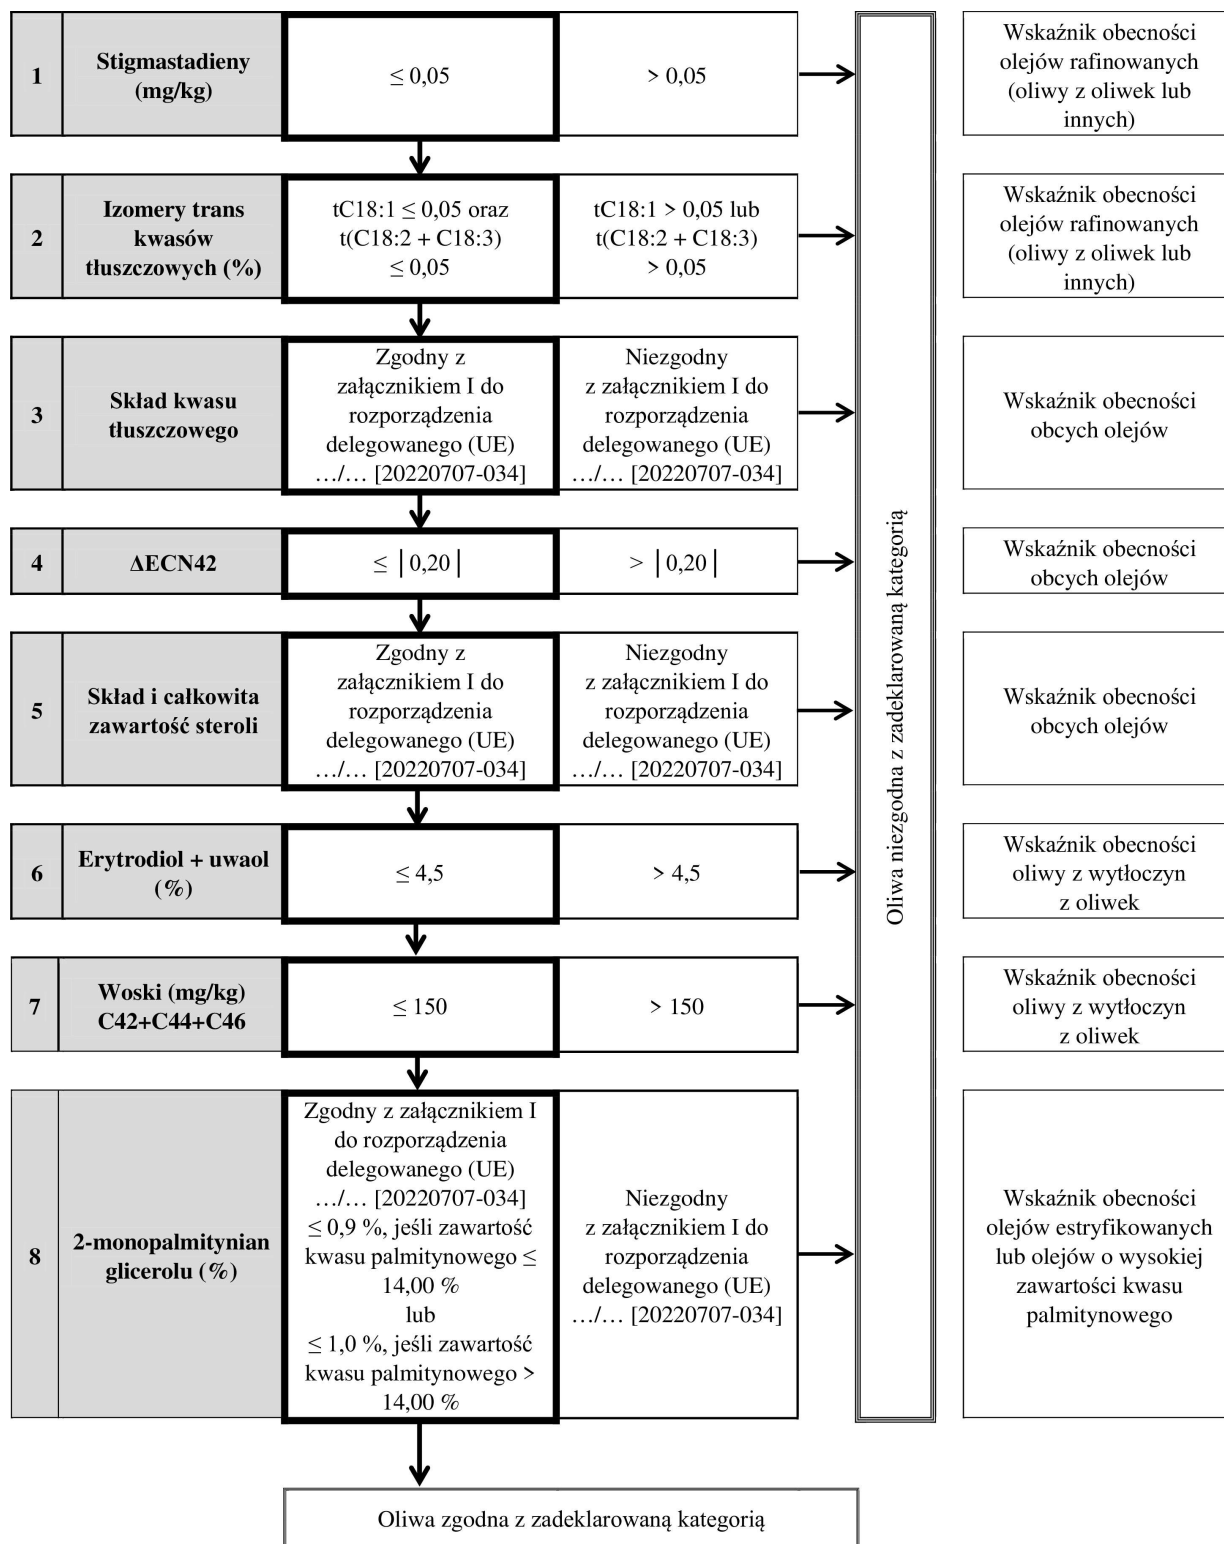 1
Stigmastadieny
(mg/kg)
≤ 0,05
> 0,05
Wskaźnik obecności
olejów rafinowanych
(oliwy z oliwek lub
innych)
2
Izomery trans
kwasów
tłuszczowych (%)
tC18:1 ≤ 0,05 oraz
t(C18:2 + C18:3)
≤ 0,05
tC18:1 > 0,05 lub
t(C18:2 + C18:3)
> 0,05
Wskaźnik obecności
olejów rafinowanych
(oliwy z oliwek lub
innych)
3
Skład kwasu
tłuszczowego
Zgodny z
załącznikiem I do
rozporządzenia
delegowanego (UE)
…/… [20220707-034]
Niezgodny
z załącznikiem I do
rozporządzenia
delegowanego (UE)
…/… [20220707-034]
Wskaźnik obecności
obcych olejów
4
ΔECN42
≤ |0,20|
> |0,20|
Wskaźnik obecności
obcych olejów
5
Skład i całkowita
zawartość steroli
Zgodny z
załącznikiem I do
rozporządzenia
delegowanego (UE)
…/… [20220707-034]
Niezgodny
z załącznikiem I do
rozporządzenia
delegowanego (UE)
…/… [20220707-034]
Wskaźnik obecności
obcych olejów
6
Erytrodiol + uwaol
(%)
≤ 4,5
> 4,5
Wskaźnik obecności
oliwy z wytłoczyn
z oliwek
7
Woski (mg/kg)
C42+C44+C46
≤ 150
> 150
Wskaźnik obecności
oliwy z wytłoczyn
z oliwek
8
2-monopalmitynian
glicerolu (%)
Zgodny z załącznikiem I
do rozporządzenia
delegowanego (UE)
…/… [20220707-034]
≤ 0,9 %, jeśli zawartość
kwasu palmitynowego ≤
14,00 %
lub
≤ 1,0 %, jeśli zawartość
kwasu palmitynowego >
14,00 %
Niezgodny
z załącznikiem I do
rozporządzenia
delegowanego (UE)
…/… [20220707-034]
Wskaźnik obecności
olejów estryfikowanych
lub olejów o wysokiej
zawartości kwasu
palmitynowego
Oliwa niezgodna z zadeklarowaną kategorią
Oliwa zgodna z zadeklarowaną kategorią